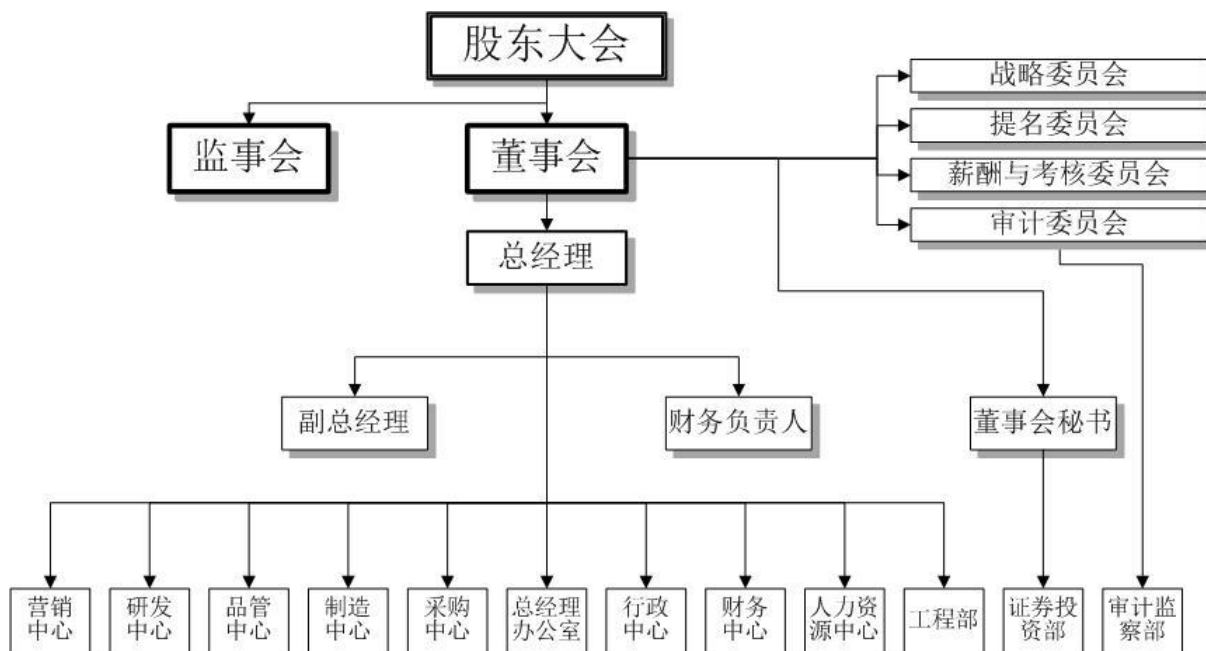 股东大会
战略委员会
提名委员会
监事会
董事会
薪酬与考核委员会
审计委员会
总经理
副总经理
财务负责人
董事会秘书
营销
中心
研发
中心
品管
中心
制造
中心
采购
中心
总经理
办公室
行政
中心
财务
中心
人力资
源中心
工程部
证券投
资部
审计监
察部